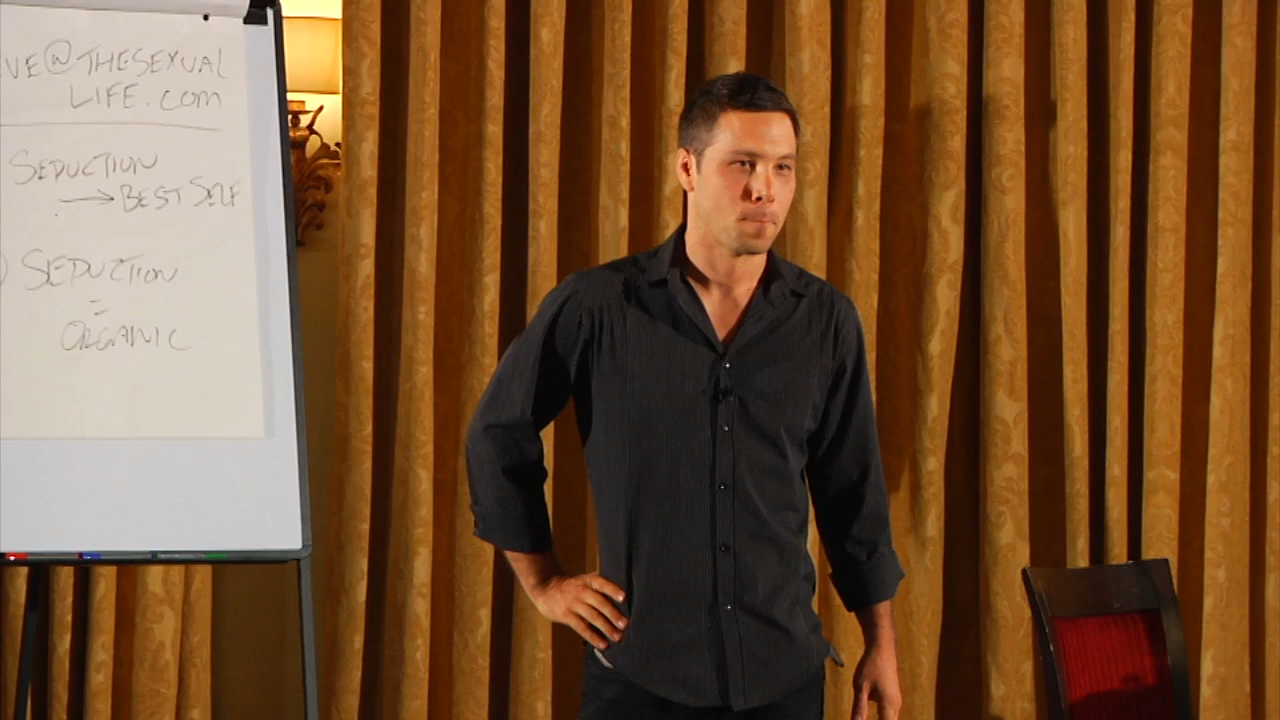 VE@THESEXUAL
LIFE.COM
SEDUCTION
→ BEST SELF
) SEDUCTION
=
ORGANIC